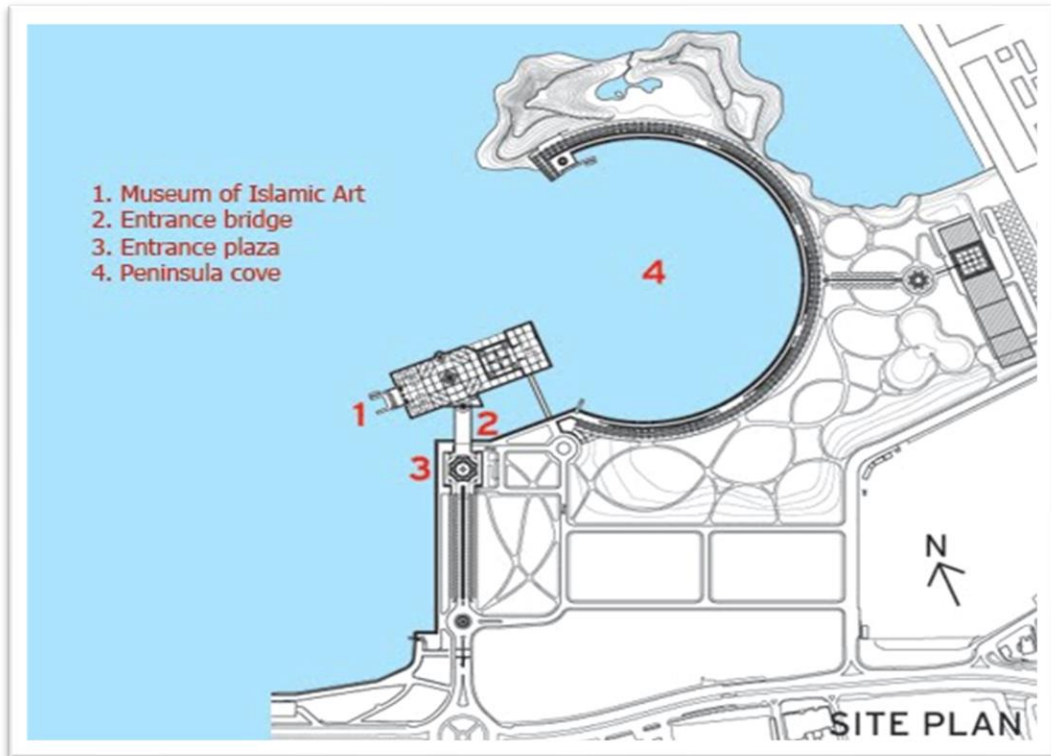 1. Museum of Islamic Art
2. Entrance bridge
3. Entrance plaza
4. Peninsula cove
4
1
2
3
N
SITE PLAN